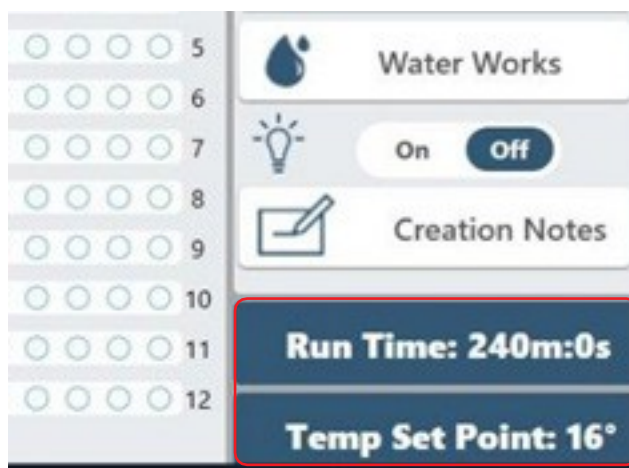 5
Water Works
6
7
On Off
8
Creation Notes
9
10
11
Run Time: 240m:0s
12
Temp Set Point: 16°